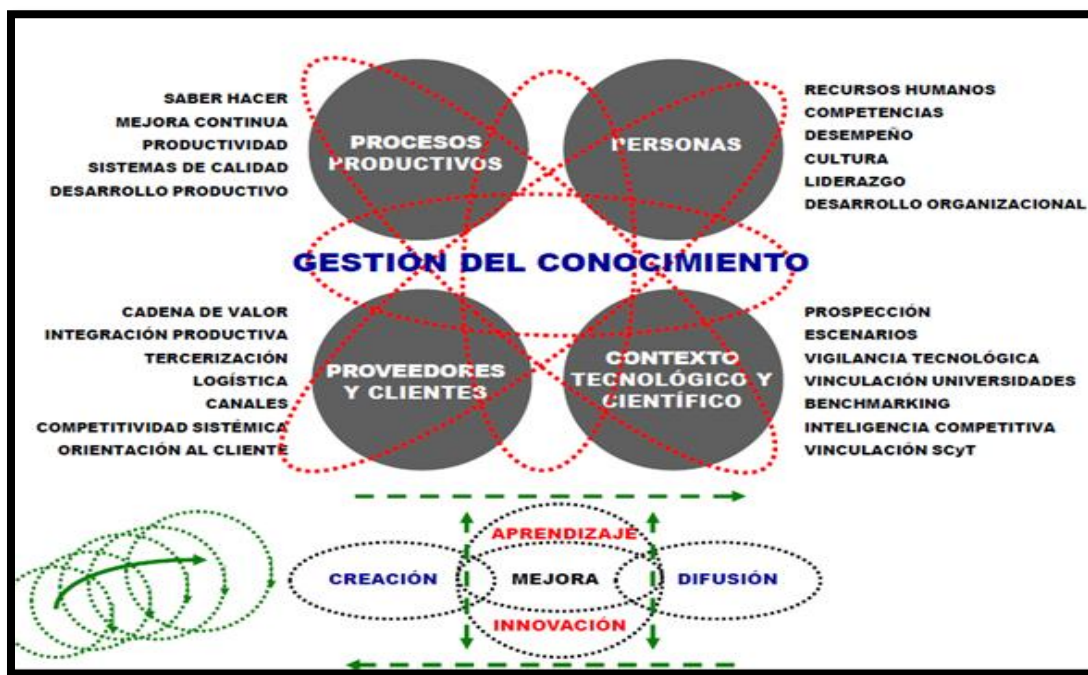 SABER HACER
MEJORA CONTINUA
PRODUCTIVIDAD
SISTEMAS DE CALIDAD
DESARROLLO PRODUCTIVO
PROCESOS
PRODUCTIVOS
PERSONAS
RECURSOS HUMANOS
COMPETENCIAS
DESEMPEÑO
CULTURA
LIDERAZGO
DESARROLLO ORGANIZACIONAL
GESTIÓN DEL CONOCIMIENTO
CADENA DE VALOR
INTEGRACIÓN PRODUCTIVA
TERCERIZACIÓN
LOGÍSTICA
CANALES
COMPETITIVIDAD SISTÉMICA
ORIENTACIÓN AL CLIENTE
PROVEEDORES
Y CLIENTES
CONTEXTO
TECNOLÓGICO Y
CIENTÍFICO
PROSPECCIÓN
ESCENARIOS
VIGILANCIA TECNOLÓGICA
VINCULACIÓN UNIVERSIDADES
BENCHMARKING
INTELIGENCIA COMPETITIVA
VINCULACIÓN SCyT
APRENDIZAJE
CREACIÓN
MEJORA
DIFUSIÓN
INNOVACIÓN